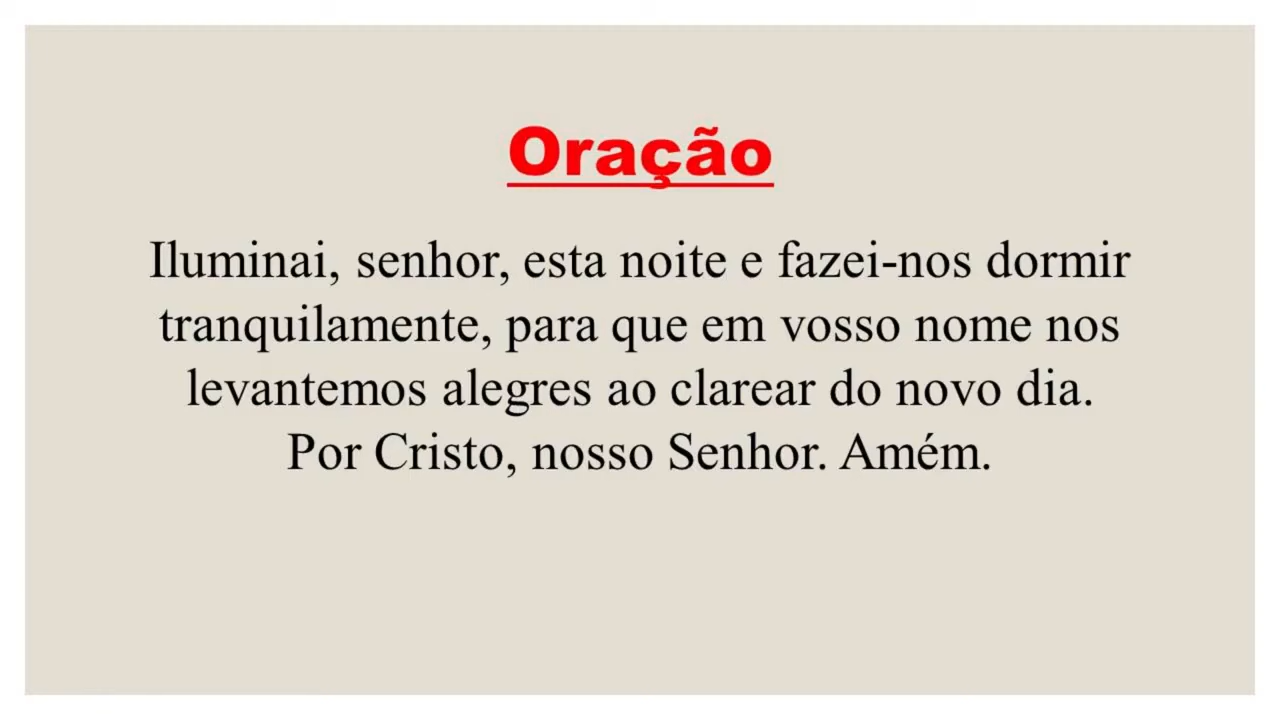 Oração
Iluminai, senhor, esta noite e fazei-nos dormir
tranquilamente, para que em vosso nome nos
levantemos alegres ao clarear do novo dia.
Por Cristo, nosso Senhor. Amém.